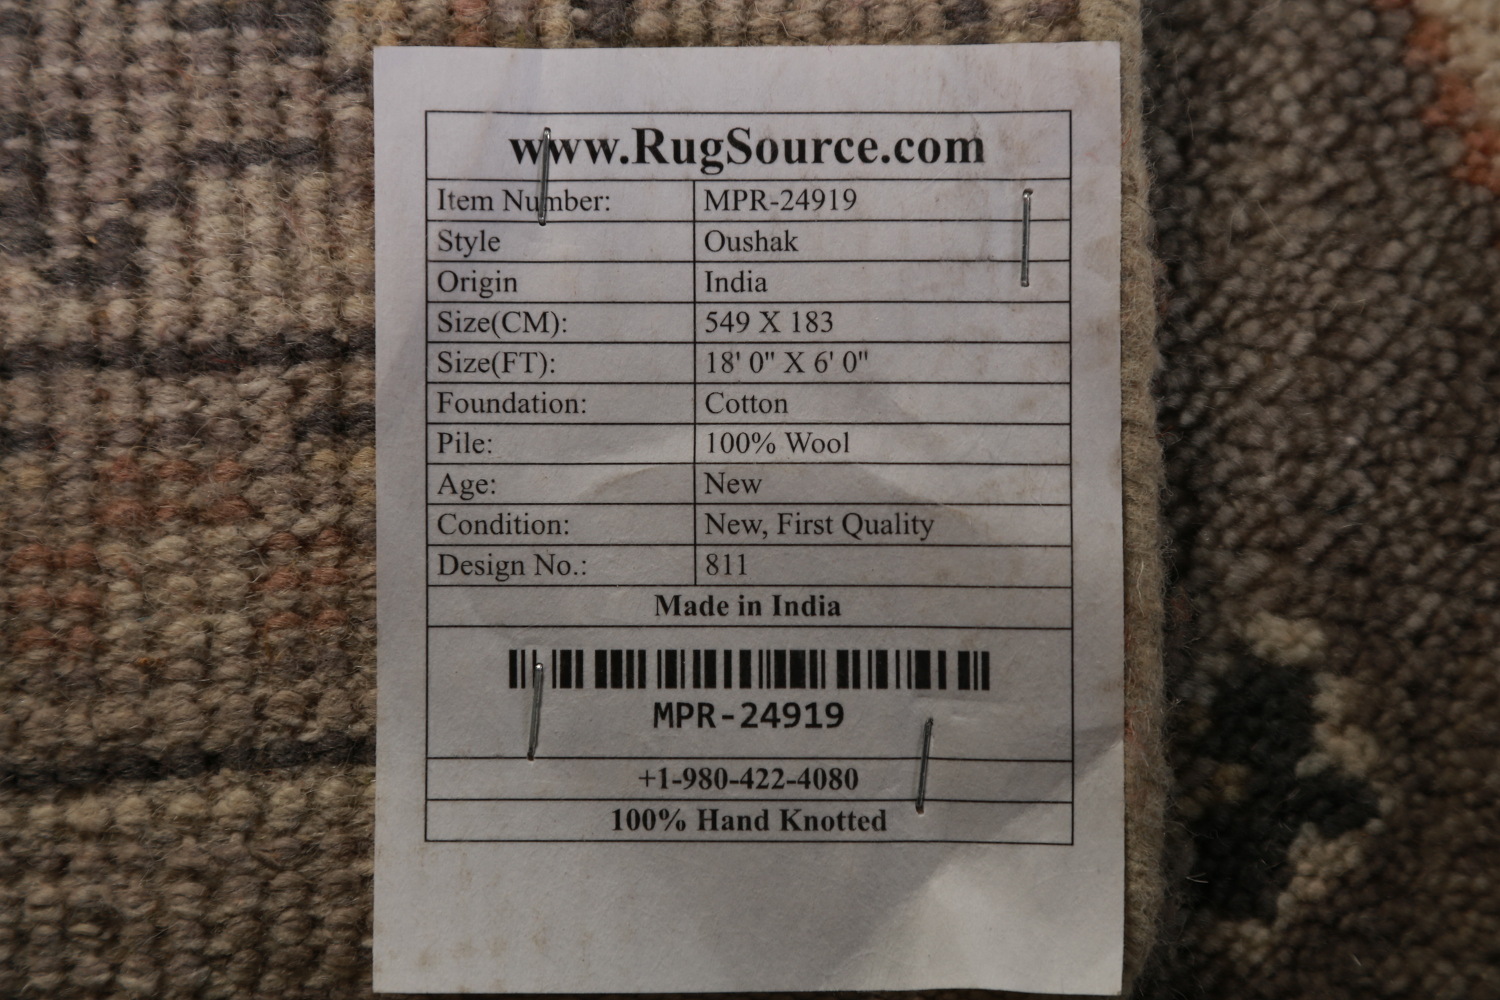 www.RugSource.com
Item Number: MPR-24919
Style Oushak
Origin India
Size(CM): 549 X 183
Size(FT): 18' 0" X 6' 0"
Foundation: Cotton
Pile: 100% Wool
Age: New
Condition: New, First Quality
Design No.: 811
Made in India
MPR-24919
+1-980-422-4080
100% Hand Knotted